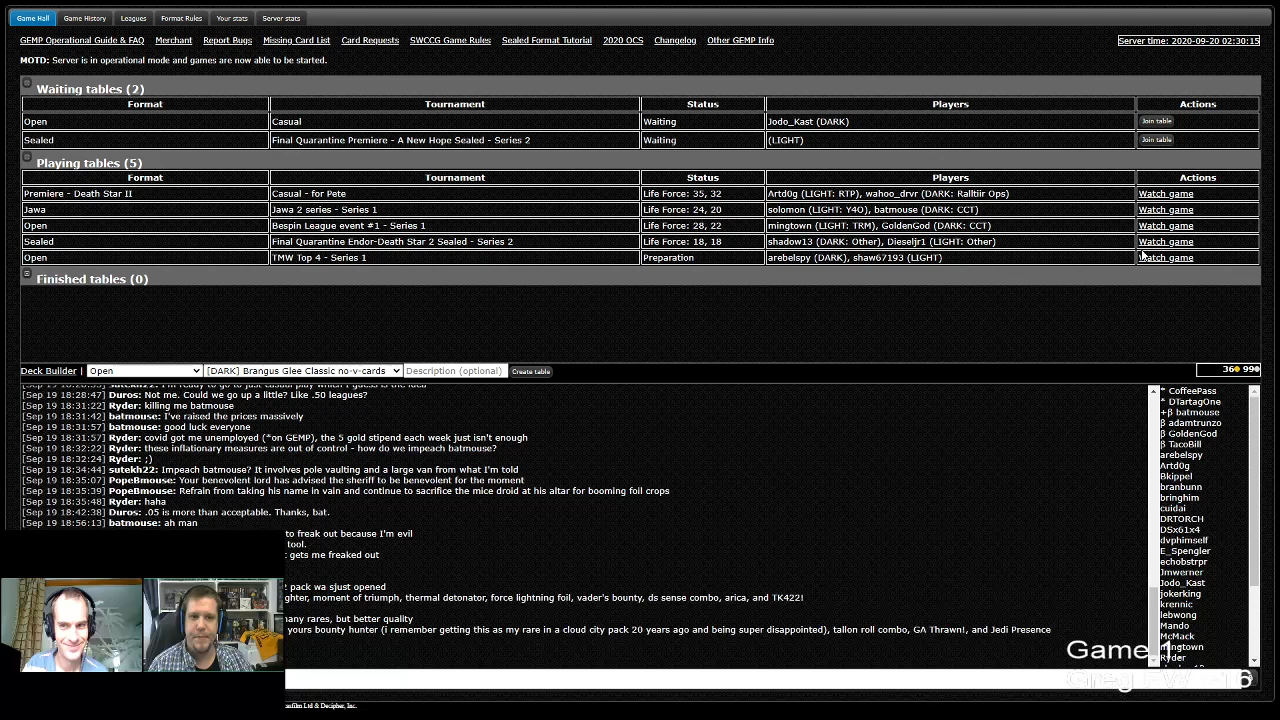 Game Hall Game History Leagues Format Rules Your stats Server stats
GEMP Operational Guide & FAQ Merchant Report Bugs Missing Card List Card Requests SWCCG Game Rules Sealed Format Tutorial 2020 OCS Changelog Other GEMP Info Server time: 2020-09-20 02:30:15
MOTD: Server is in operational mode and games are now able to be started.
Waiting tables (2)
Format Tournament Status Players Actions
Open Casual Waiting Jodo_Kast (DARK) Join table
Sealed Final Quarantine Premiere - A New Hope Sealed - Series 2 Waiting (LIGHT) Join table
Playing tables (5)
Format Tournament Status Players Actions
Premiere - Death Star II Casual - for Pete Life Force: 35, 32 Artd0g (LIGHT: RTP), wahoo_drvr (DARK: Ralltiir Ops) Watch game
Jawa Jawa 2 series - Series 1 Life Force: 24, 20 solomon (LIGHT: Y4O), batmouse (DARK: CCT) Watch game
Open Bespin League event #1 - Series 1 Life Force: 28, 22 mingtown (LIGHT: TRM), GoldenGod (DARK: CCT) Watch game
Sealed Final Quarantine Endor-Death Star 2 Sealed - Series 2 Life Force: 18, 18 shadow13 (DARK: Other), Dieseljr1 (LIGHT: Other) Watch game
Open TMW Top 4 - Series 1 Preparation arebelspy (DARK), shaw67193 (LIGHT) Watch game
Finished tables (0)
Deck Builder | Open [DARK] Brangus Glee Classic no-v-cards Description (optional) Create table 36 990
[Sep 19 18:28:47] Duros: Not me. Could we go up a little? Like .50 leagues?
[Sep 19 18:31:22] Ryder: killing me batmouse
[Sep 19 18:31:42] batmouse: I've raised the prices massively
[Sep 19 18:31:57] batmouse: good luck everyone
[Sep 19 18:31:57] Ryder: covid got me unemployed (*on GEMP), the 5 gold stipend each week just isn't enough
[Sep 19 18:32:22] Ryder: these inflationary measures are out of control - how do we impeach batmouse?
[Sep 19 18:32:24] Ryder: ;)
[Sep 19 18:34:44] sutekh22: Impeach batmouse? It involves pole vaulting and a large van from what I'm told
[Sep 19 18:35:07] PopeBmouse: Your benevolent lord has advised the sheriff to be benevolent for the moment
[Sep 19 18:35:39] PopeBmouse: Refrain from taking his name in vain and continue to sacrifice the mice droid at his altar for booming foil crops
[Sep 19 18:35:48] Ryder: haha
[Sep 19 18:42:38] Duros: .05 is more than acceptable. Thanks, bat.
[Sep 19 18:56:13] batmouse: ah man
to freak out because I'm evil
tool.
gets me freaked out
pack wa sjust opened
ghter, moment of triumph, thermal detonator, force lightning foil, vader's bounty, ds sense combo, arica, and TK422!
many rares, but better quality
yours bounty hunter (i remember getting this as my rare in a cloud city pack 20 years ago and being super disappointed), tallon roll combo, GA Thrawn!, and Jedi Presence
* CoffeePass
* DTartagOne
+β batmouse
β adamtrunzo
β GoldenGod
β TacoBill
arebelspy
Artd0g
Bkippel
branbunn
bringhim
cuidai
DRTORCH
DSx61x4
dvphimself
E_Spengler
echobstrpr
Jmwerner
Jodo_Kast
jokerking
krennic
lebwong
Mando
McMack
mingtown
Ryder
Game 1
Greg
asfilm Ltd & Decipher, Inc.